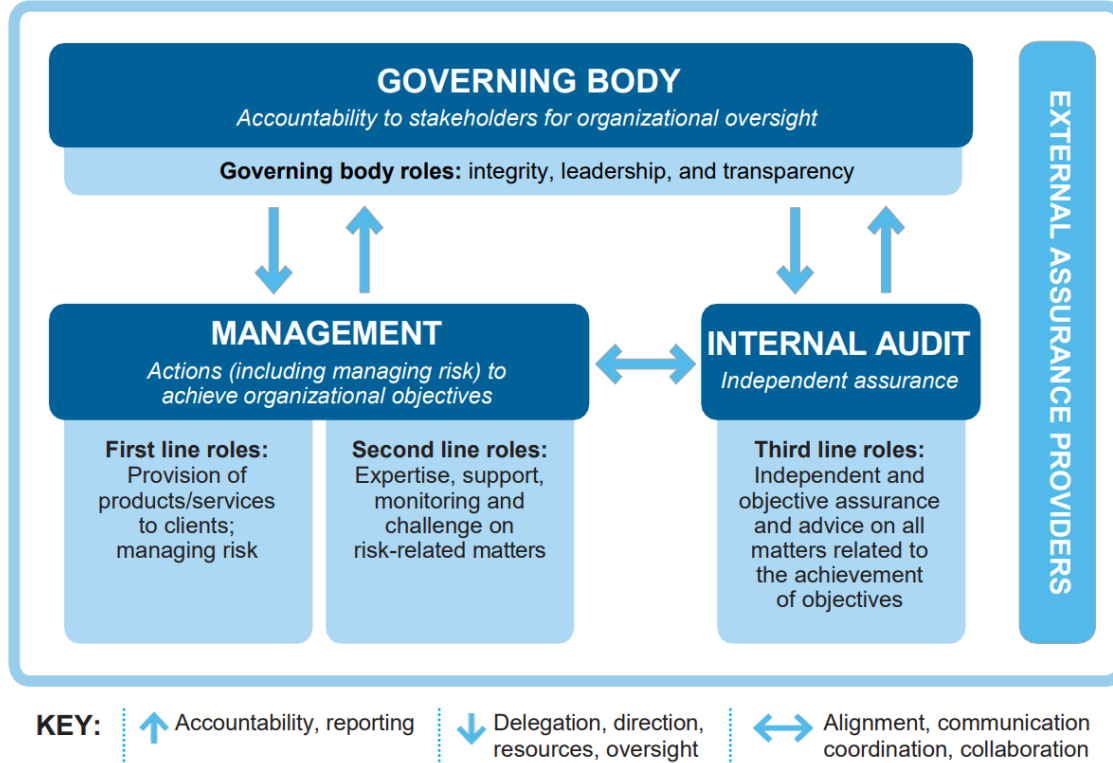 GOVERNING BODY
Accountability to stakeholders for organizational oversight
Governing body roles: integrity, leadership, and transparency
MANAGEMENT
Actions (including managing risk) to
achieve organizational objectives
First line roles:
Provision of
products/services
to clients;
managing risk
Second line roles:
Expertise, support,
monitoring and
challenge on
risk-related matters
INTERNAL AUDIT
Independent assurance
Third line roles:
Independent and
objective assurance
and advice on all
matters related to
the achievement
of objectives
EXTERNAL ASSURANCE PROVIDERS
KEY:
Accountability, reporting
Delegation, direction,
resources, oversight
Alignment, communication
coordination, collaboration